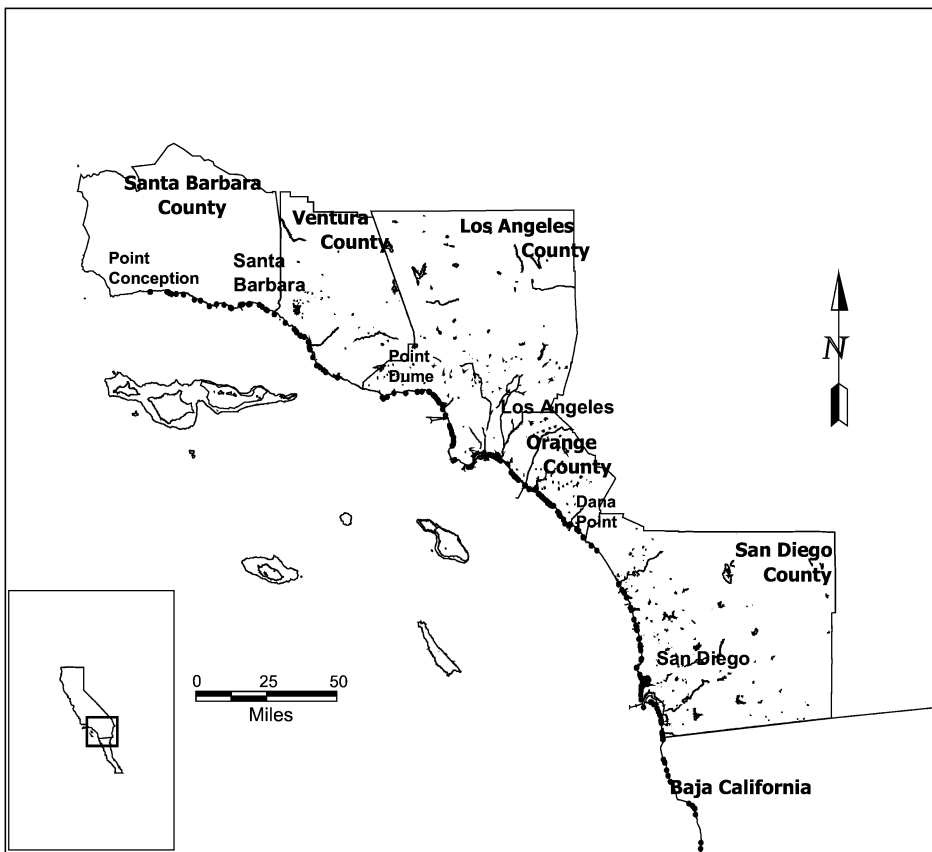 Santa Barbara
County
Ventura
County
Los Angeles
County
Point
Conception
Santa
Barbara
N
Point
Dume
Los Angeles
Orange
County
Dana
Point
San Diego
County
San Diego
0 25 50
Miles
Baja California